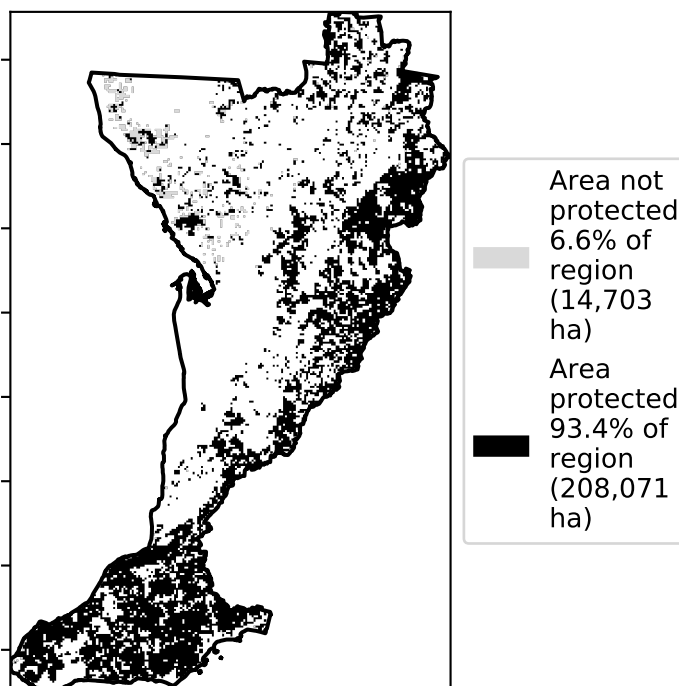 Area not
protected
6.6% of
region
(14,703
ha)
Area
protected
93.4% of
region
(208,071
ha)